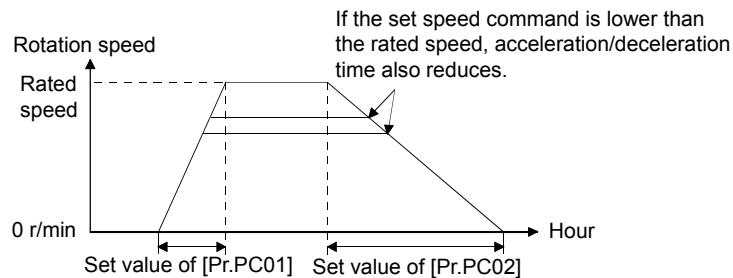 If the set speed command is lower than
the rated speed, acceleration/deceleration
time also reduces.
Rotation speed
Rated
speed
0 r/min
Hour
Set value of [Pr.PC01]
Set value of [Pr.PC02]